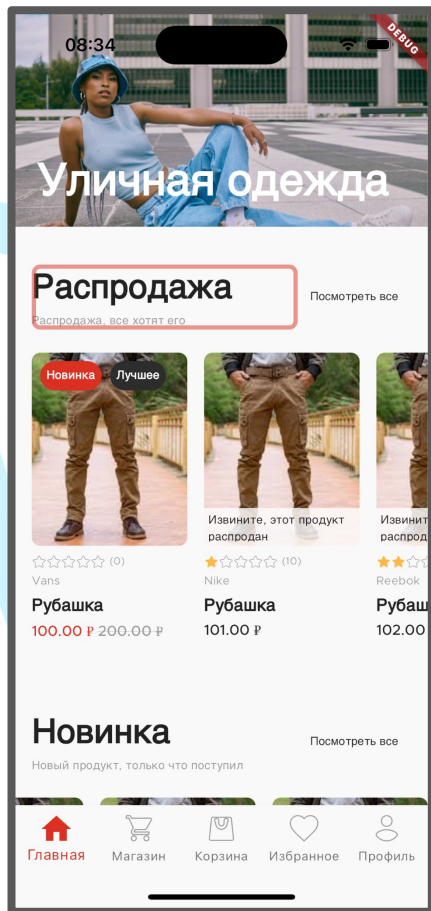 08:34
DEBUG
Уличная одежда
Распродажа
Посмотреть все
Распродажа, все хотят его
Новинка Лучшее
Извините, этот продукт
распродан
Извинит
распрод
(0)
(10)
Vans
Nike
Reebok
Рубашка
Рубашка
Рубаш
100.00 ₽ 200.00 ₽
101.00 ₽
102.00
Новинка
Посмотреть все
Новый продукт, только что поступил
Главная
Магазин
Корзина
Избранное
Профиль